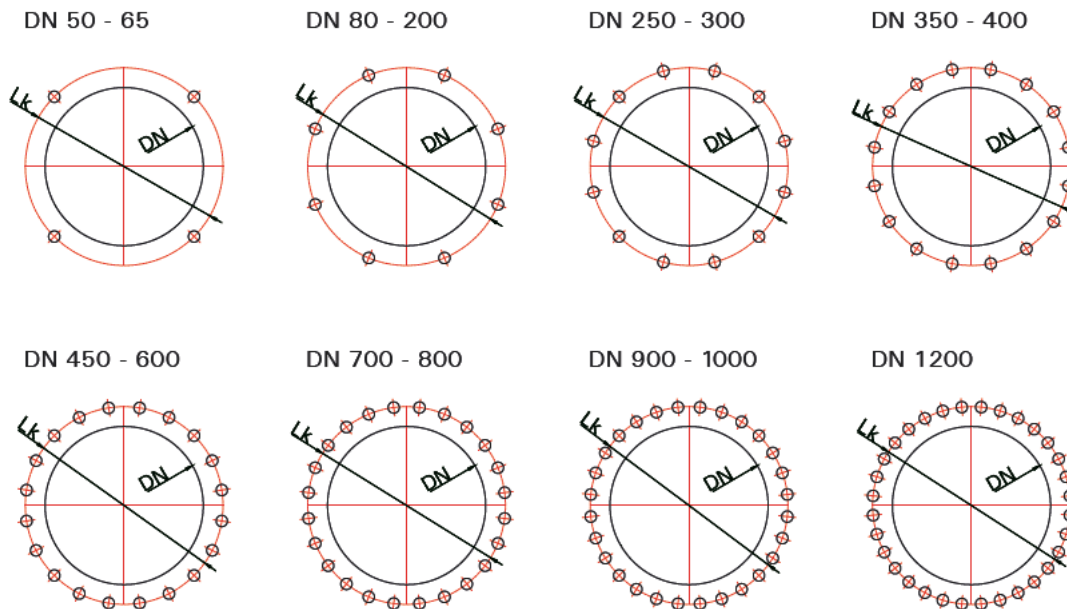 DN 50 - 65
DN 80 - 200
DN 250 - 300
DN 350 - 400
Lk
DN
Lk
DN
Lk
DN
Lk
DN
DN 450 - 600
DN 700 - 800
DN 900 - 1000
DN 1200
Lk
DN
Lk
DN
Lk
DN
Lk
DN